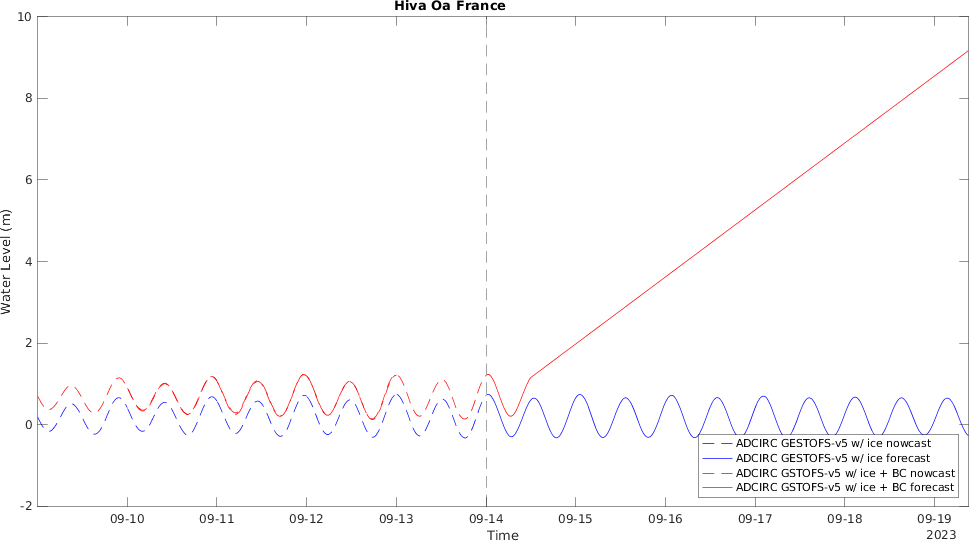 Hiva Oa France
10
8
6
4
2
0
-2
Water Level (m)
ADCIRC GESTOFS-v5 w/ ice nowcast
ADCIRC GESTOFS-v5 w/ ice forecast
ADCIRC GSTOFS-v5 w/ ice + BC nowcast
ADCIRC GSTOFS-v5 w/ ice + BC forecast
09-10 09-11 09-12 09-13 09-14 09-15 09-16 09-17 09-18 09-19
Time
2023